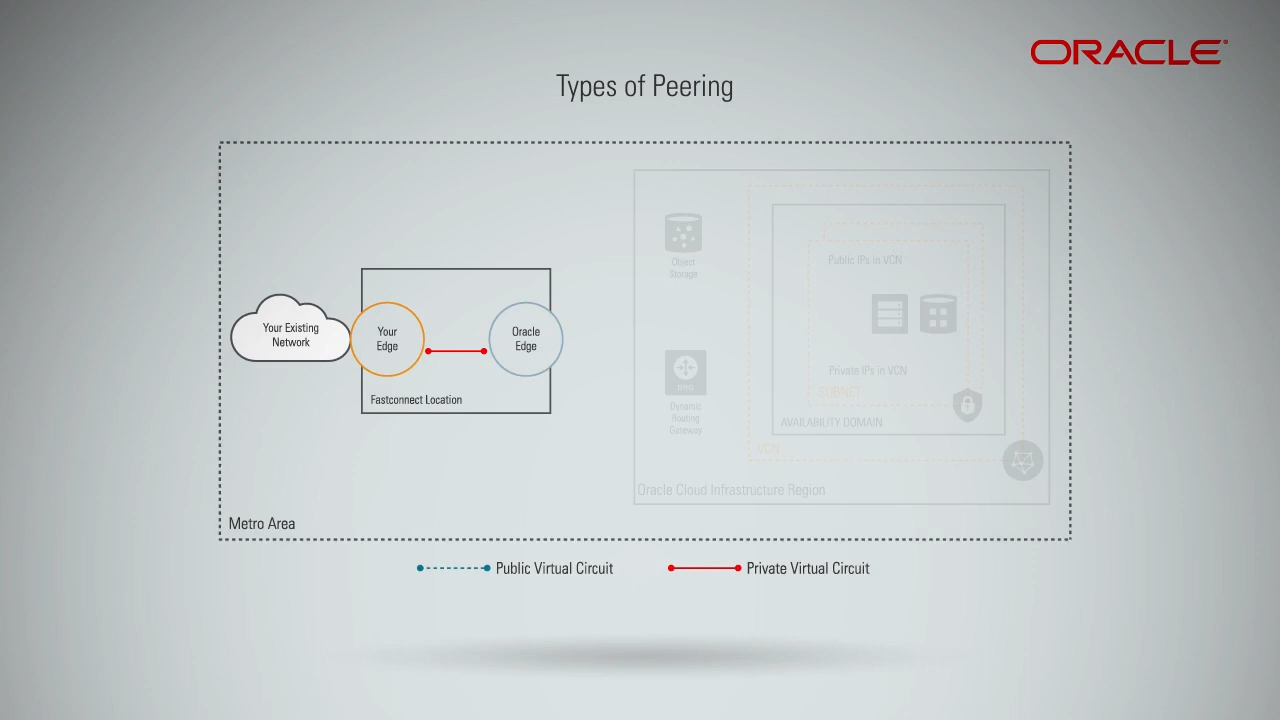 ORACLE
Types of Peering
Object
Storage
Public IPs in VCN
Your Existing
Network
Your
Edge
Oracle
Edge
Private IPs in VCN
DRG
SUBNET
Fastconnect Location
Dynamic
Routing
Gateway
AVAILABILITY DOMAIN
VCN
Oracle Cloud Infrastructure Region
Metro Area
Public Virtual Circuit
Private Virtual Circuit